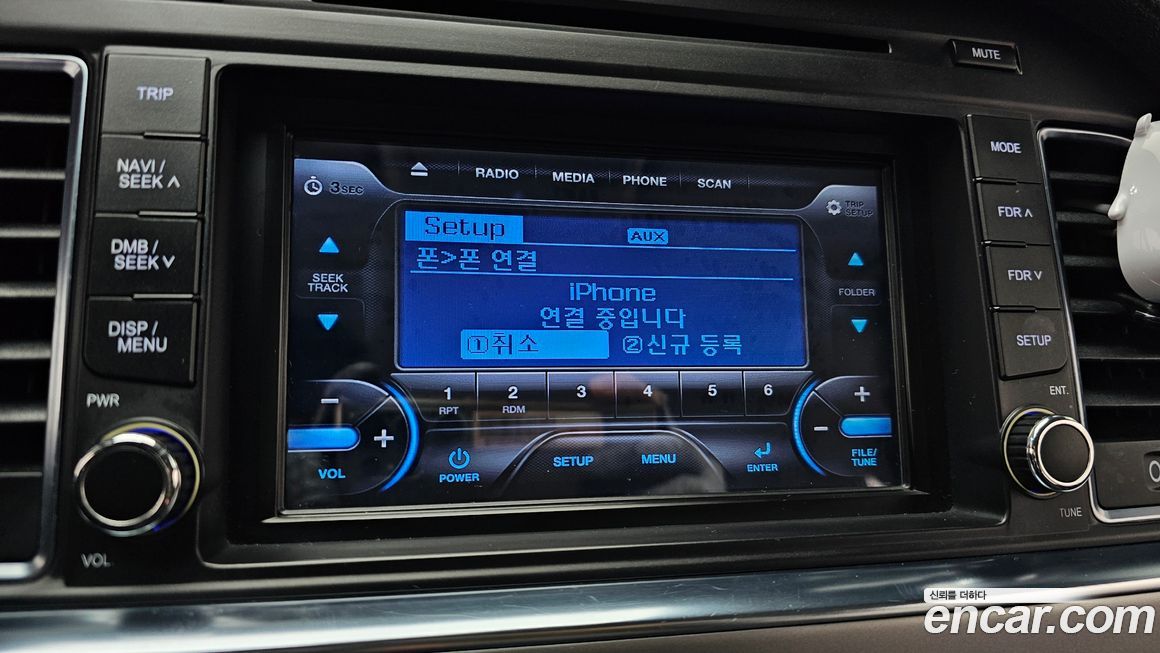 MUTE
TRIP
NAVI /
SEEK ∧
DMB /
SEEK ∨
DISP /
MENU
PWR
VOL
3 SEC
RADIO
MEDIA
PHONE
SCAN
TRIP
SETUP
SEEK
TRACK
FOLDER
Setup
AUX
폰>폰 연결
iPhone
연결 중입니다
①취소
②신규 등록
1
RPT
2
RDM
3
4
5
6
−
+
VOL
POWER
SETUP
MENU
ENTER
+
−
FILE/
TUNE
MODE
FDR ∧
FDR ∨
SETUP
ENT.
TUNE
신뢰를 더하다
encar.com